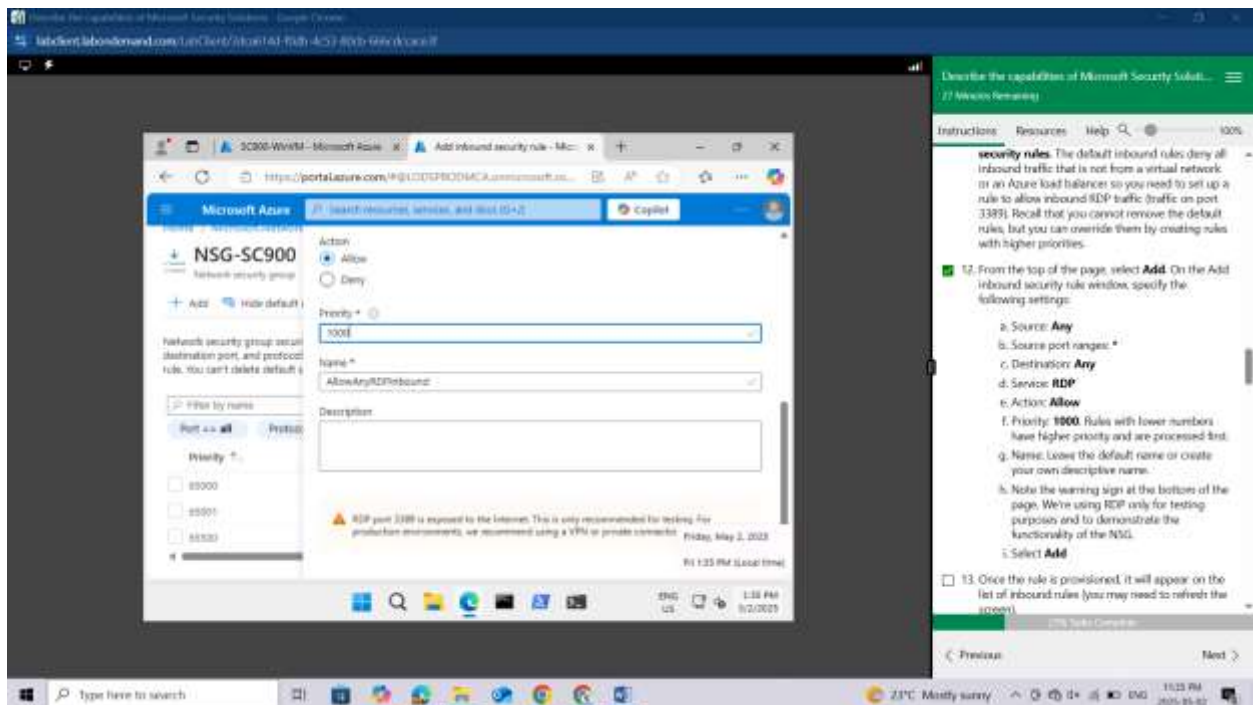 Describe the capabilities of Microsoft Security Solutions - Google Chrome
labclient.labondemand.com/LabClient/
SC900-WinVM - Microsoft Azure
Add inbound security rule - Micr
https://portal.azure.com/
Microsoft Azure
Search resources, services, and docs (G+/)
Copilot
NSG-SC900
Network security group
Add
Hide default
Network security group securi
destination port, and protocol
rule. You can't delete default s
Filter by name
Port == all
Protoc
Priority ↑
65000
65001
65500
Action
Allow
Deny
Priority *
1000
Name *
AllowAnyRDPInbound
Description
RDP port 3389 is exposed to the Internet. This is only recommended for testing. For
production environments, we recommend using a VPN or private connection.
Friday, May 2, 2025
Fri 1:35 PM (Local time)
ENG
US
1:35 PM
5/2/2025
Describe the capabilities of Microsoft Security Soluti...
27 Minutes Remaining
Instructions Resources Help 100%
security rules. The default inbound rules deny all
inbound traffic that is not from a virtual network
or an Azure load balancer so you need to set up a
rule to allow inbound RDP traffic (traffic on port
3389). Recall that you cannot remove the default
rules, but you can override them by creating rules
with higher priorities.
12. From the top of the page, select Add. On the Add
inbound security rule window, specify the
following settings:
a. Source: Any
b. Source port ranges: *
c. Destination: Any
d. Service: RDP
e. Action: Allow
f. Priority: 1000. Rules with lower numbers
have higher priority and are processed first.
g. Name: Leave the default name or create
your own descriptive name.
h. Note the warning sign at the bottom of the
page. We're using RDP only for testing
purposes and to demonstrate the
functionality of the NSG.
i. Select Add
13. Once the rule is provisioned, it will appear on the
list of inbound rules (you may need to refresh the
screen).
Tasks Complete
< Previous
Next >
Type here to search
23°C Mostly sunny
ENG
11:35 PM
2025-05-02